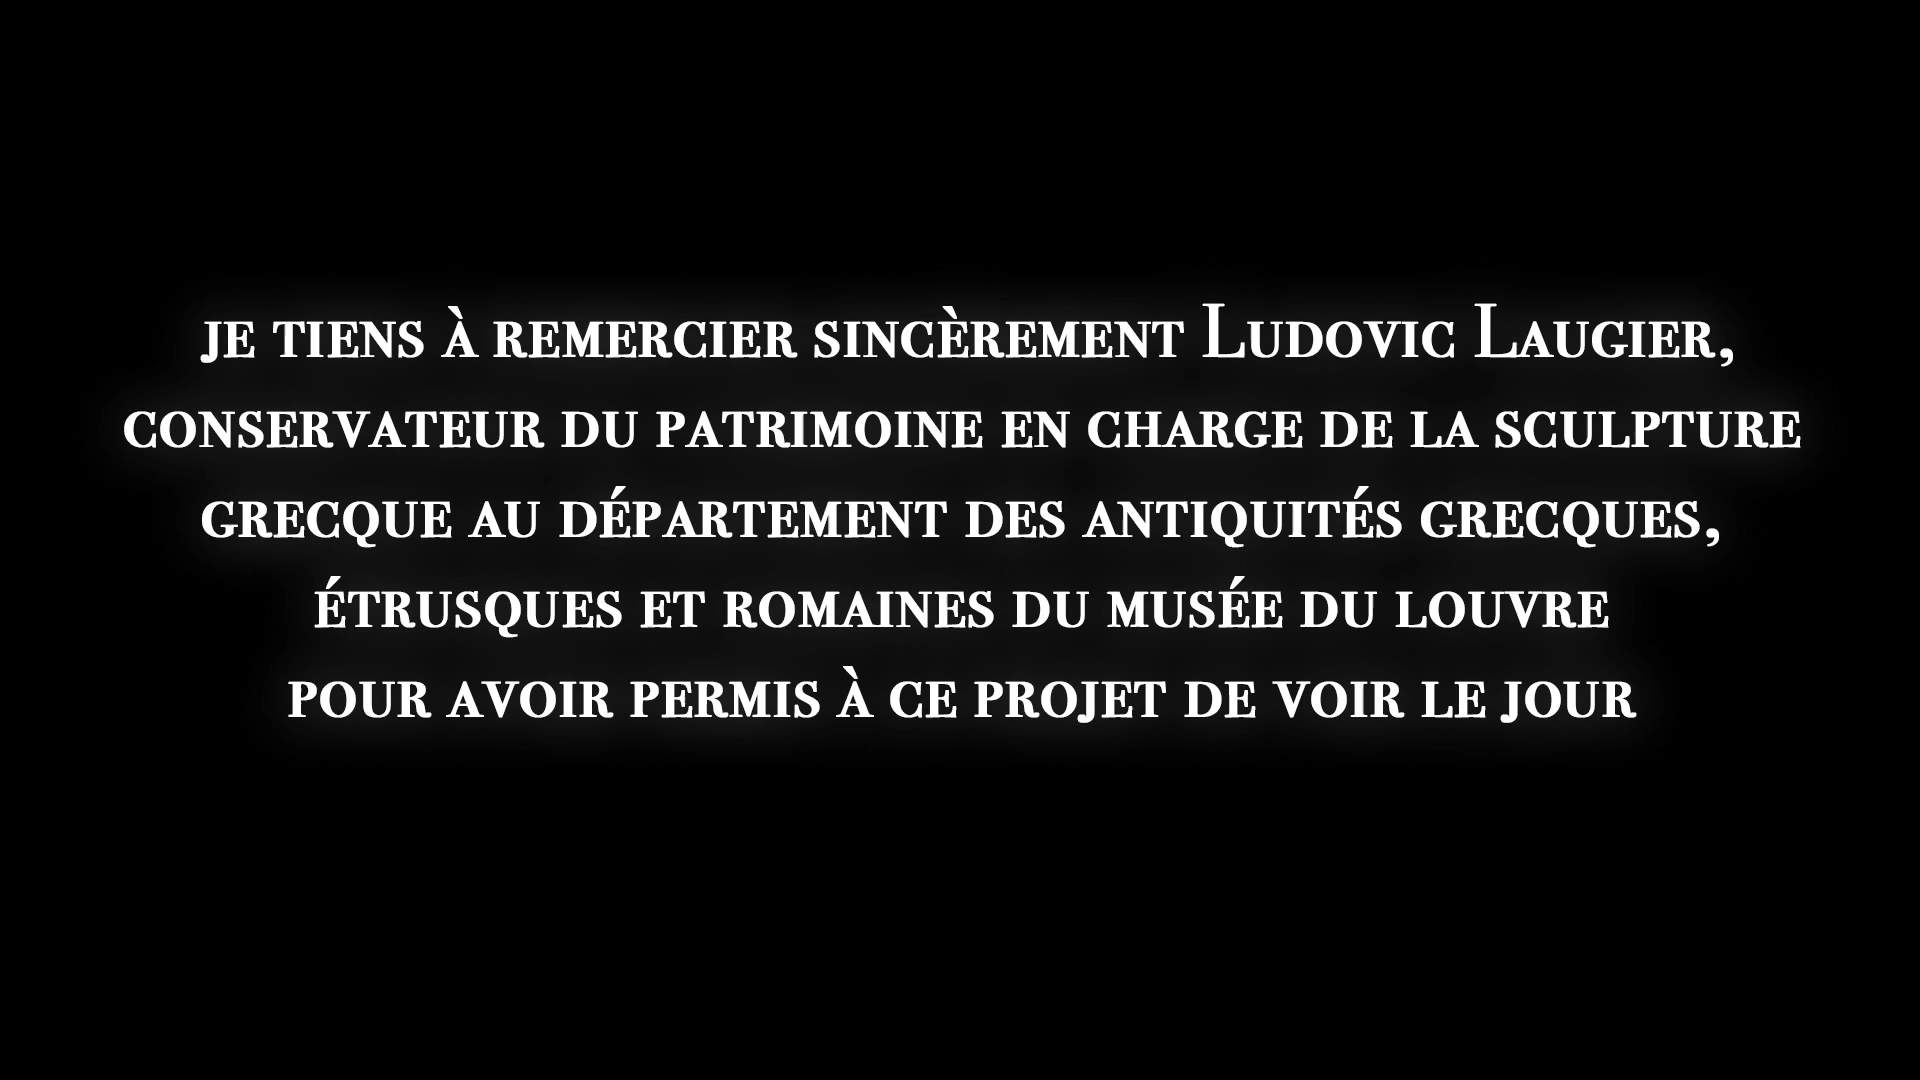 je tiens à remercier sincèrement Ludovic Laugier,
conservateur du patrimoine en charge de la sculpture
grecque au département des antiquités grecques,
étrusques et romaines du musée du louvre
pour avoir permis à ce projet de voir le jour